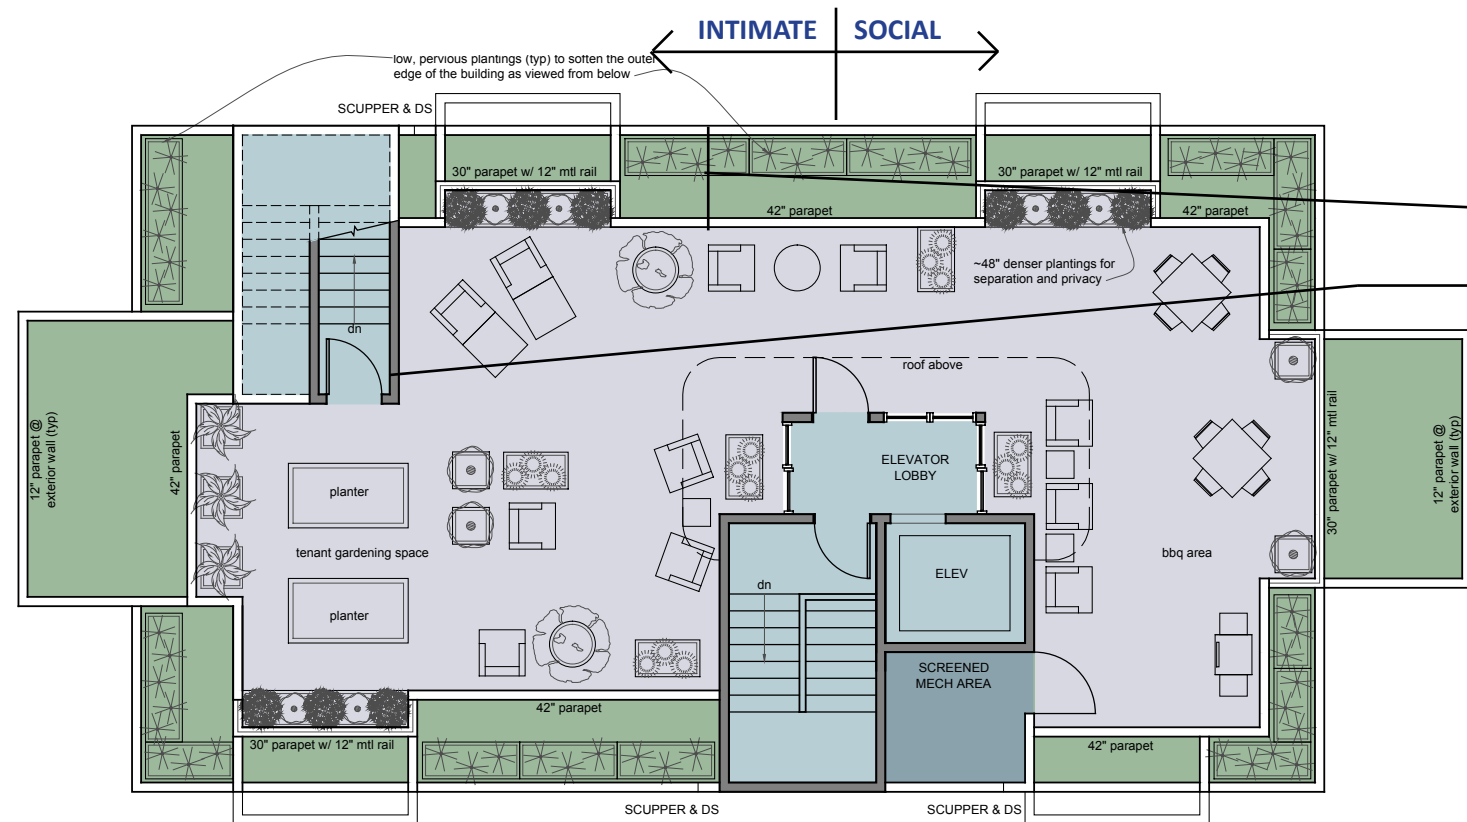 INTIMATE SOCIAL
low, pervious plantings (typ) to soften the outer
edge of the building as viewed from below
SCUPPER & DS
30" parapet w/ 12" mtl rail
30" parapet w/ 12" mtl rail
42" parapet
42" parapet
~48" denser plantings for
separation and privacy
dn
roof above
12" parapet @
exterior wall (typ)
42" parapet
planter
tenant gardening space
planter
ELEVATOR
LOBBY
ELEV
dn
bbq area
30" parapet w/ 12" mtl rail
12" parapet @
exterior wall (typ)
SCREENED
MECH AREA
42" parapet
30" parapet w/ 12" mtl rail
42" parapet
SCUPPER & DS
SCUPPER & DS